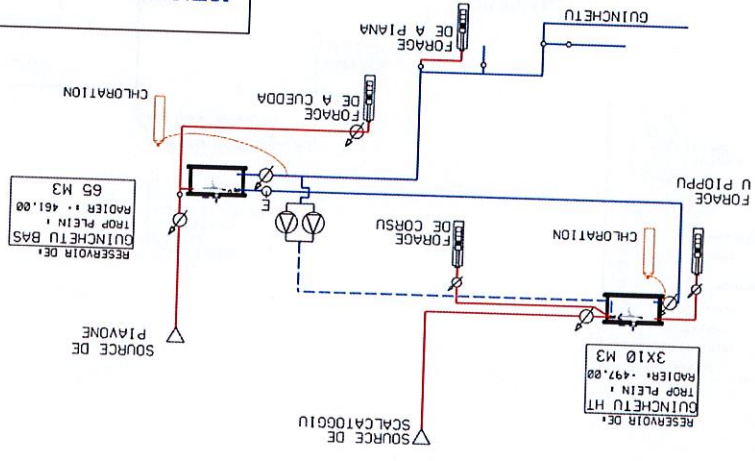 SOURCE DE
SCALCATOGGIU
RESERVOIR DE:
GUINCHETU HT
TROP PLEIN :
RADIER: +497.00
3X10 M3
SOURCE DE
PIAVONE
CHLORATION
FORAGE
DE CORSU
FORAGE
U PIOPPU
E
RESERVOIR DE:
GUINCHETU BAS
TROP PLEIN :
RADIER : +461.00
65 M3
CHLORATION
FORAGE
DE A CUEDDA
FORAGE
DE A PIANA
GUINCHETU